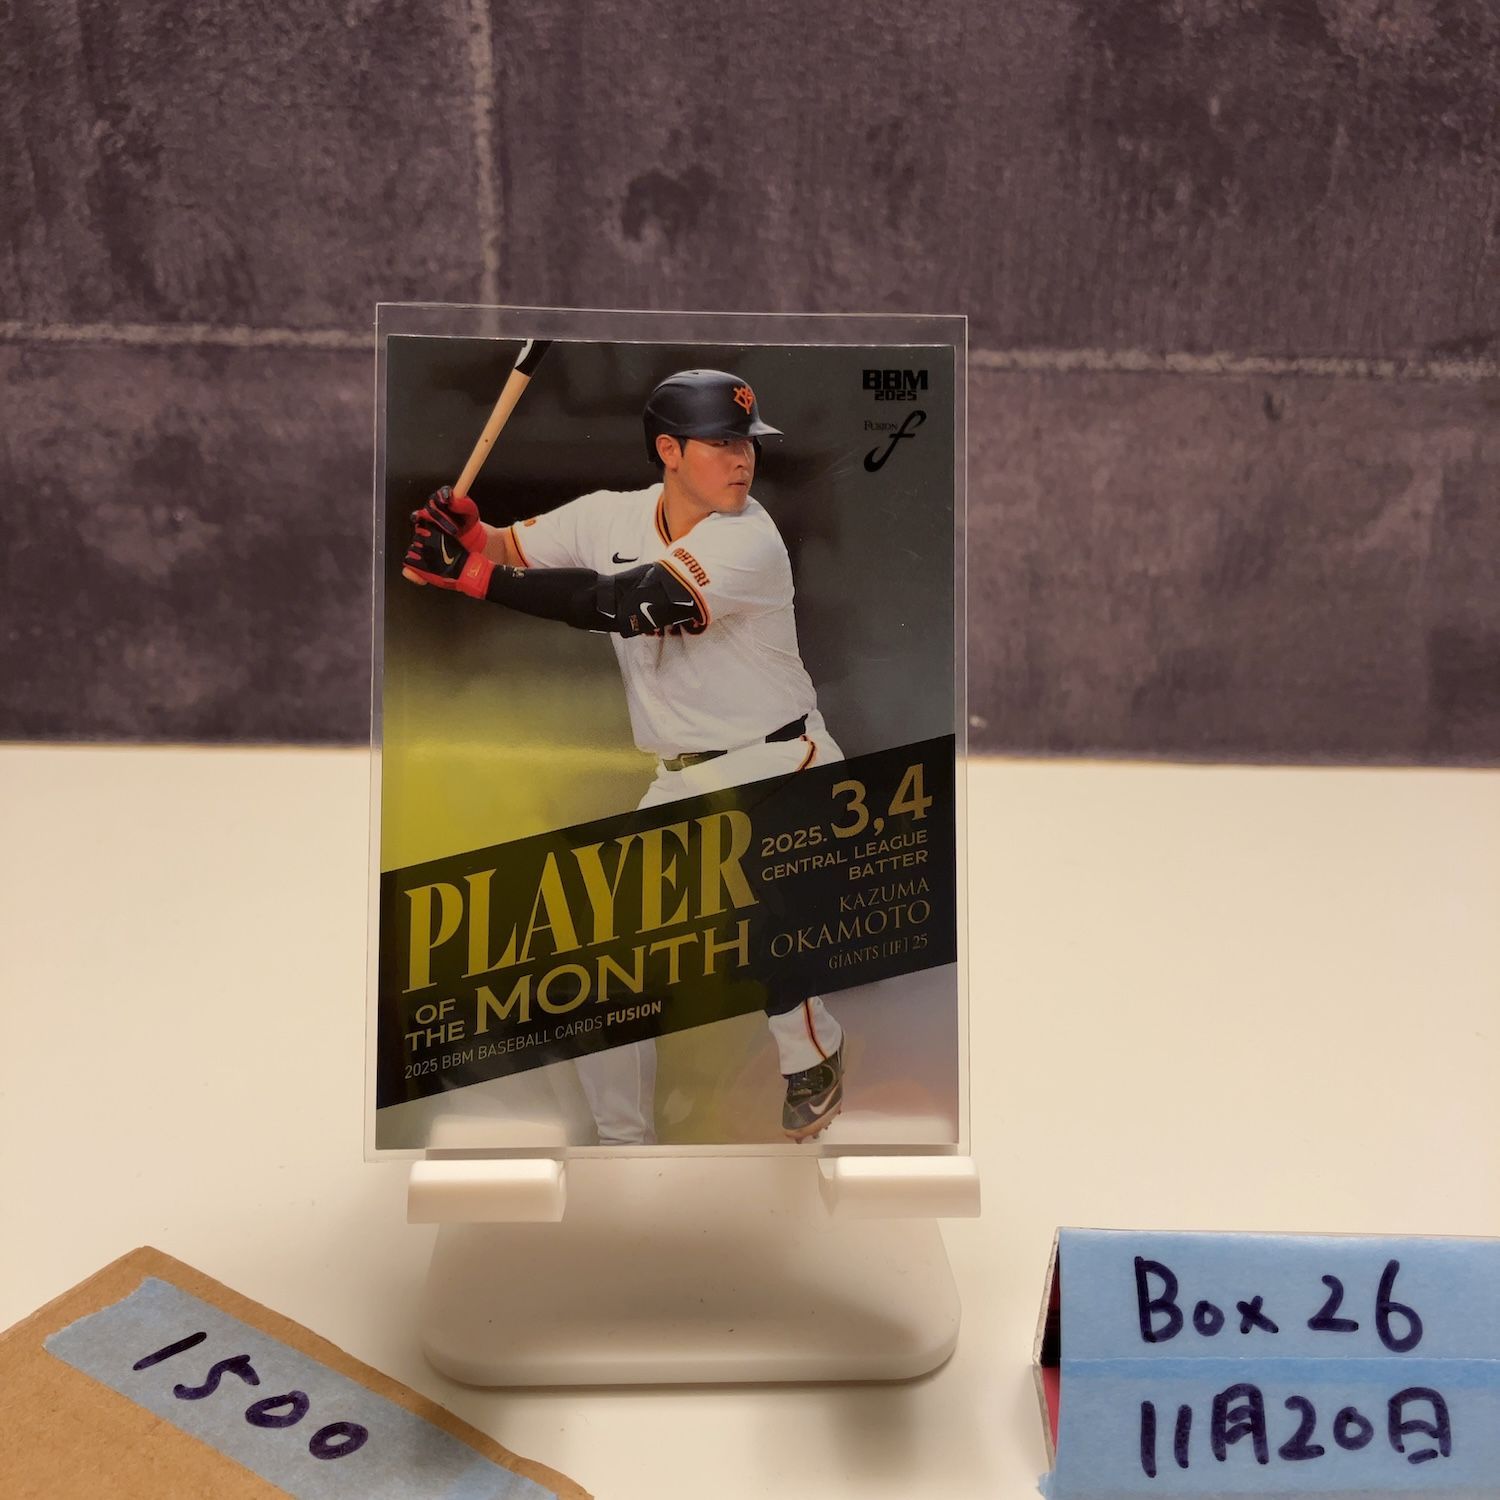 BBM
2025
FUSION
f
YOMIURI
PLAYER
OF THE MONTH
2025 BBM BASEBALL CARDS FUSION
2025. 3,4
CENTRAL LEAGUE
BATTER
KAZUMA
OKAMOTO
GIANTS [IF] 25
1500
Box 26
11月20日